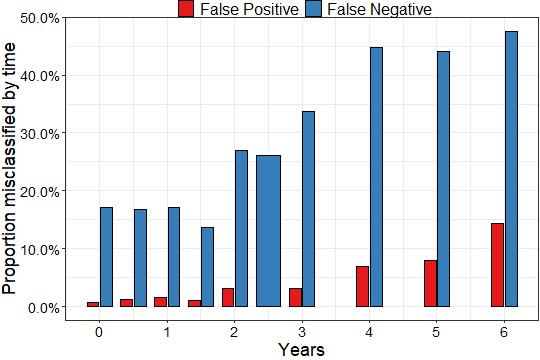 False Positive False Negative
Proportion misclassified by time
50.0%
40.0%
30.0%
20.0%
10.0%
0.0%
0 1 2 3 4 5 6
Years